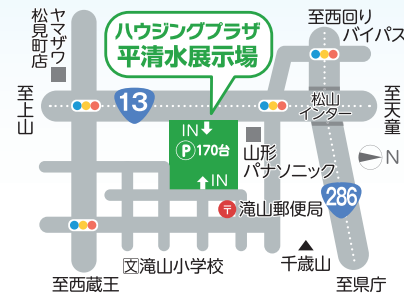 至西回り
バイパス
ヤマザワ
松見町店
ハウジングプラザ
平清水展示場
至上山
13
松山
インター
至天童
IN
P 170台
IN
山形
パナソニック
N
286
〒 滝山郵便局
文 滝山小学校
千歳山
至西蔵王
至県庁